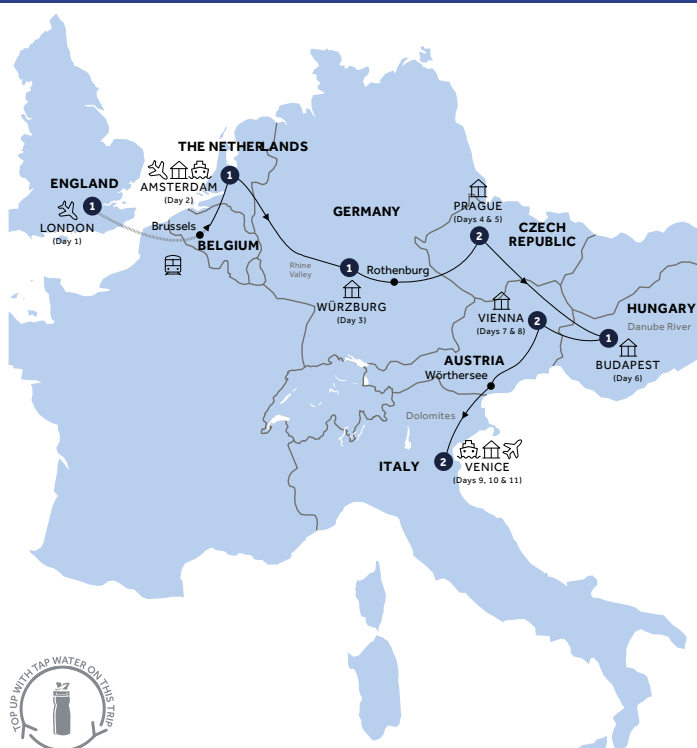 THE NETHERLANDS
1
AMSTERDAM
(Day 2)
ENGLAND
1
LONDON
(Day 1)
Brussels
BELGIUM
GERMANY
PRAGUE
(Days 4 & 5)
2
CZECH
REPUBLIC
Rhine
Valley
1
Rothenburg
WÜRZBURG
(Day 3)
HUNGARY
Danube River
VIENNA
(Days 7 & 8)
2
1
BUDAPEST
(Day 6)
AUSTRIA
Wörthersee
Dolomites
ITALY
2
VENICE
(Days 9, 10 & 11)
TOP UP WITH TAP WATER ON THIS TRIP